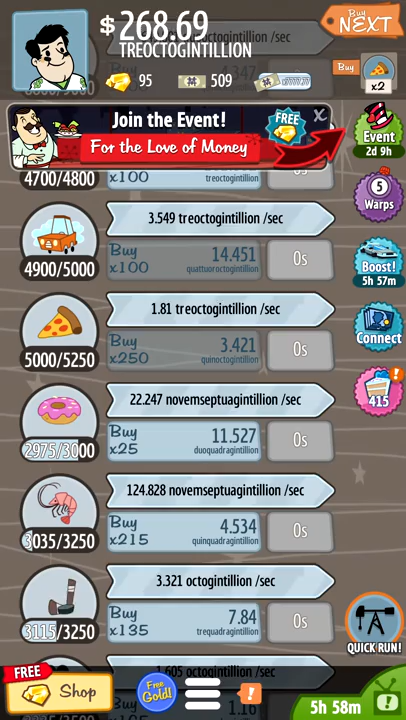 $268.69
TREOCTOGINTILLION
/sec
Buy
NEXT
95
509
Buy
x2
Join the Event!
For the Love of Money
FREE
X
Event
2d 9h
4700/4800
x100
treoctogintillion
5
Warps
3.549 treoctogintillion /sec
4900/5000
Buy
x100
14.451
quattuoroctogintillion
0s
Boost!
5h 57m
1.81 treoctogintillion /sec
5000/5250
Buy
x250
3.421
quinoctogintillion
0s
Connect
22.247 novemseptuagintillion /sec
2975/3000
Buy
x25
11.527
duoquadragintillion
0s
415
124.828 novemseptuagintillion /sec
3035/3250
Buy
x215
4.534
quinquadragintillion
0s
3.321 octogintillion /sec
3115/3250
Buy
x135
7.84
trequadragintillion
0s
QUICK RUN!
1.605 octogintillion /sec
Buy
1.16
FREE
Shop
Free
Gold!
5h 58m